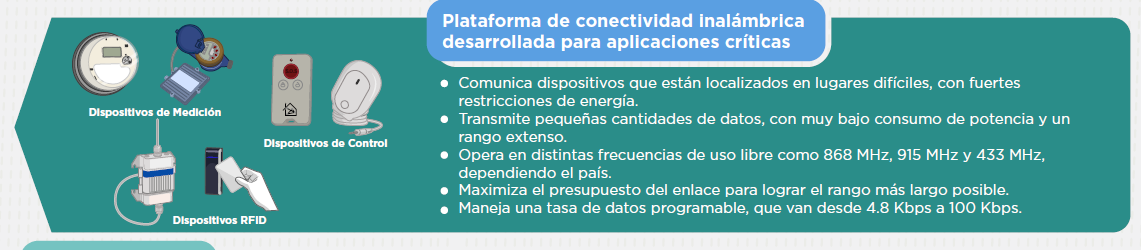 Plataforma de conectividad inalámbrica
desarrollada para aplicaciones críticas
Dispositivos de Medición
Dispositivos de Control
Dispositivos RFID
Comunica dispositivos que están localizados en lugares difíciles, con fuertes
restricciones de energía.
Transmite pequeñas cantidades de datos, con muy bajo consumo de potencia y un
rango extenso.
Opera en distintas frecuencias de uso libre como 868 MHz, 915 MHz y 433 MHz,
dependiendo el país.
Maximiza el presupuesto del enlace para lograr el rango más largo posible.
Maneja una tasa de datos programable, que van desde 4.8 Kbps a 100 Kbps.